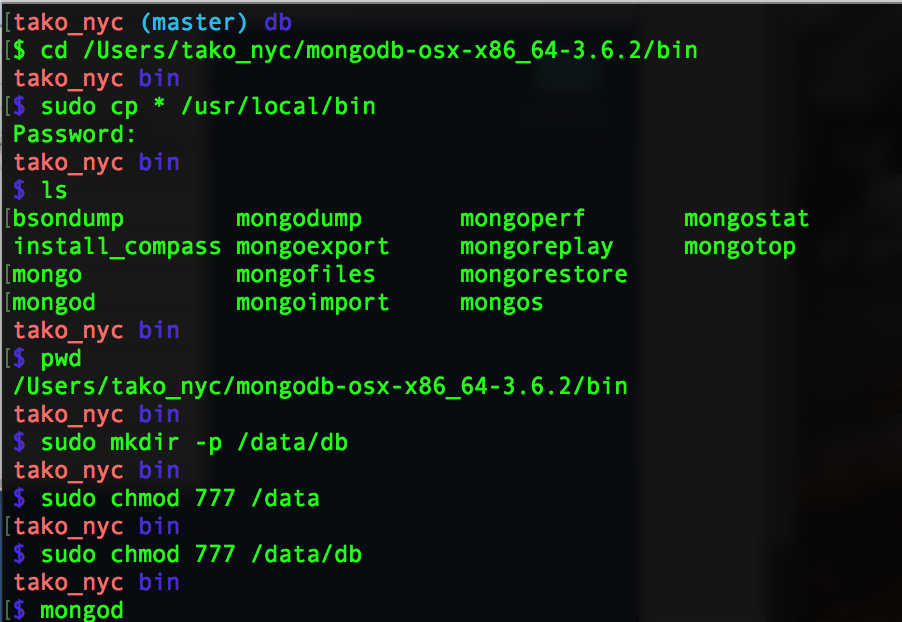 [tako_nyc (master) db
[$ cd /Users/tako_nyc/mongodb-osx-x86_64-3.6.2/bin
tako_nyc bin
[$ sudo cp * /usr/local/bin
Password:
tako_nyc bin
$ ls
[bsondump mongodump mongoperf mongostat
install_compass mongoexport mongoreplay mongotop
[mongo mongofiles mongorestore
[mongod mongoimport mongos
tako_nyc bin
[$ pwd
/Users/tako_nyc/mongodb-osx-x86_64-3.6.2/bin
tako_nyc bin
$ sudo mkdir -p /data/db
tako_nyc bin
$ sudo chmod 777 /data
[tako_nyc bin
$ sudo chmod 777 /data/db
tako_nyc bin
[$ mongod